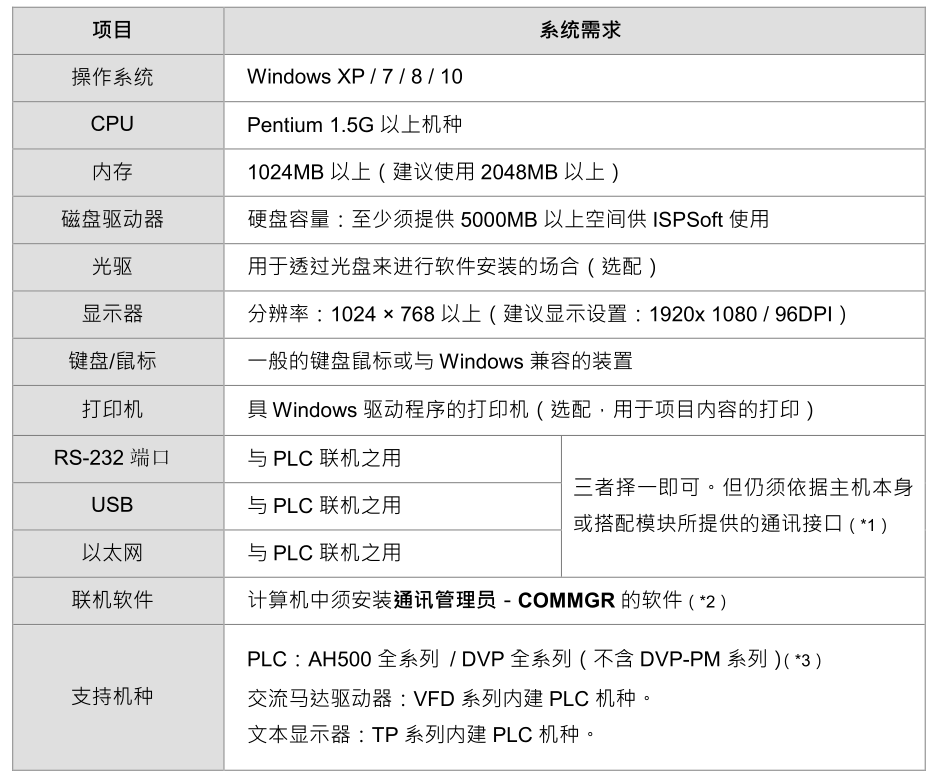 项目 系统需求
操作系统 Windows XP / 7 / 8 / 10
CPU Pentium 1.5G 以上机种
内存 1024MB 以上（建议使用 2048MB 以上）
磁盘驱动器 硬盘容量：至少须提供 5000MB 以上空间供 ISPSoft 使用
光驱 用于透过光盘来进行软件安装的场合（选配）
显示器 分辨率：1024 × 768 以上（建议显示设置：1920x 1080 / 96DPI）
键盘/鼠标 一般的键盘鼠标或与 Windows 兼容的装置
打印机 具 Windows 驱动程序的打印机（选配，用于项目内容的打印）
RS-232 端口 与 PLC 联机之用
USB 与 PLC 联机之用
以太网 与 PLC 联机之用
三者择一即可。但仍须依据主机本身
或搭配模块所提供的通讯接口（*1）
联机软件 计算机中须安装通讯管理员 - COMMGR 的软件（*2）
支持机种
PLC：AH500 全系列 / DVP 全系列（不含 DVP-PM 系列）（*3）
交流马达驱动器：VFD 系列内建 PLC 机种。
文本显示器：TP 系列内建 PLC 机种。